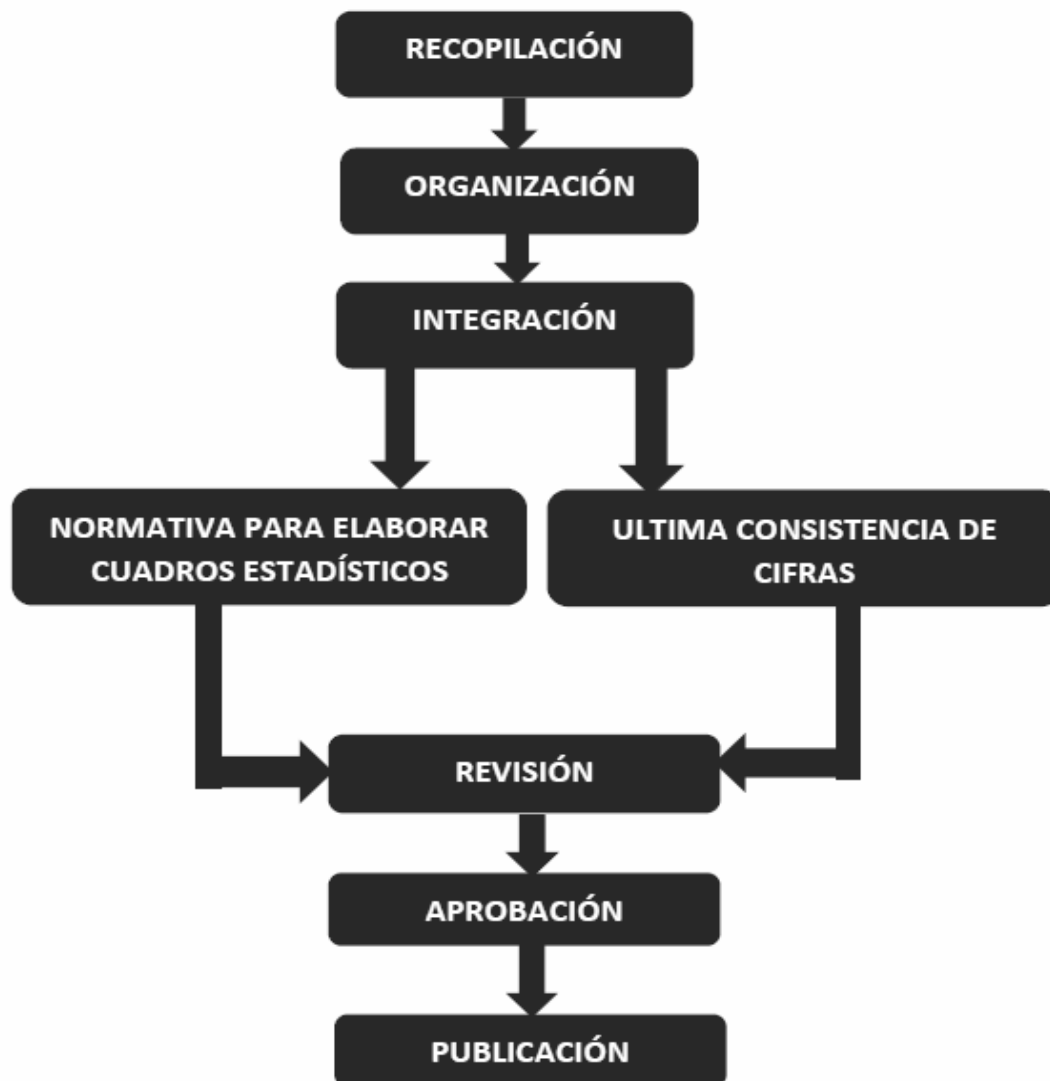 RECOPILACIÓN
ORGANIZACIÓN
INTEGRACIÓN
NORMATIVA PARA ELABORAR
CUADROS ESTADÍSTICOS
ULTIMA CONSISTENCIA DE
CIFRAS
REVISIÓN
APROBACIÓN
PUBLICACIÓN